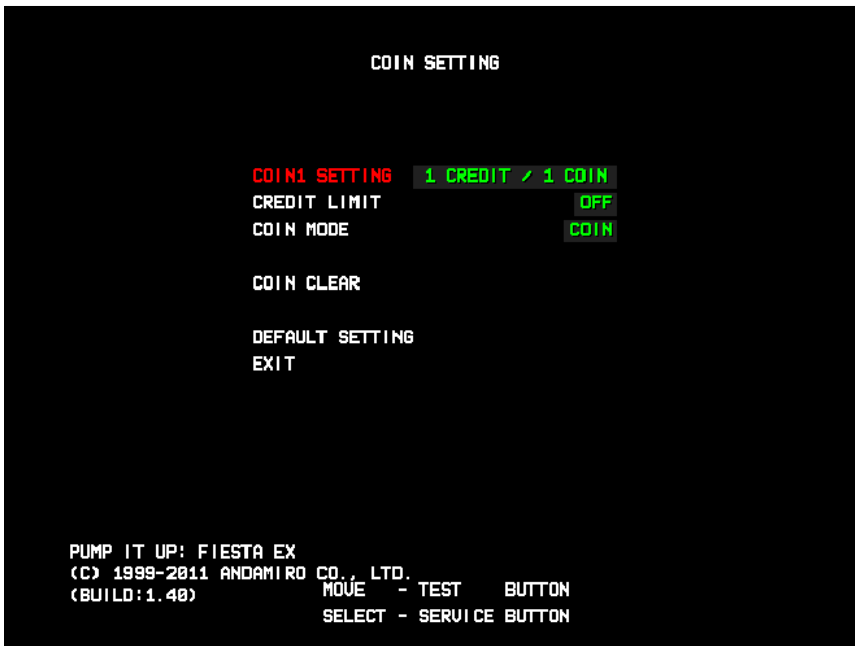 COIN SETTING
COIN1 SETTING 1 CREDIT / 1 COIN
CREDIT LIMIT OFF
COIN MODE COIN
COIN CLEAR
DEFAULT SETTING
EXIT
PUMP IT UP: FIESTA EX
(C) 1999-2011 ANDAMIRO CO., LTD.
(BUILD:1.40)
MOVE - TEST BUTTON
SELECT - SERVICE BUTTON